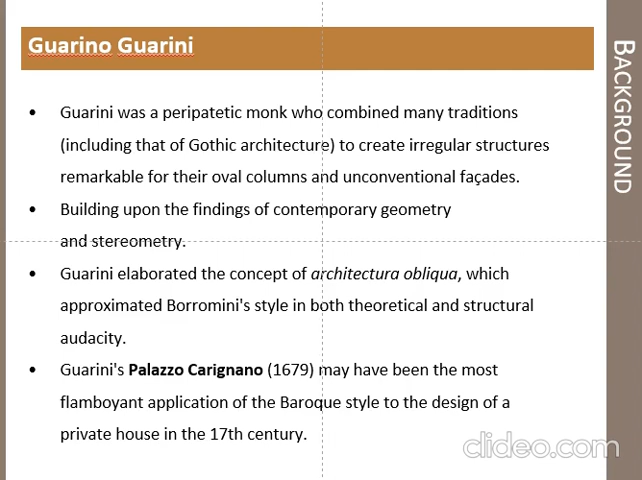 Guarino Guarini
BACKGROUND
• Guarini was a peripatetic monk who combined many traditions
(including that of Gothic architecture) to create irregular structures
remarkable for their oval columns and unconventional façades.
• Building upon the findings of contemporary geometry
and stereometry.
• Guarini elaborated the concept of architectura obliqua, which
approximated Borromini's style in both theoretical and structural
audacity.
• Guarini's Palazzo Carignano (1679) may have been the most
flamboyant application of the Baroque style to the design of a
private house in the 17th century.
clideo.com